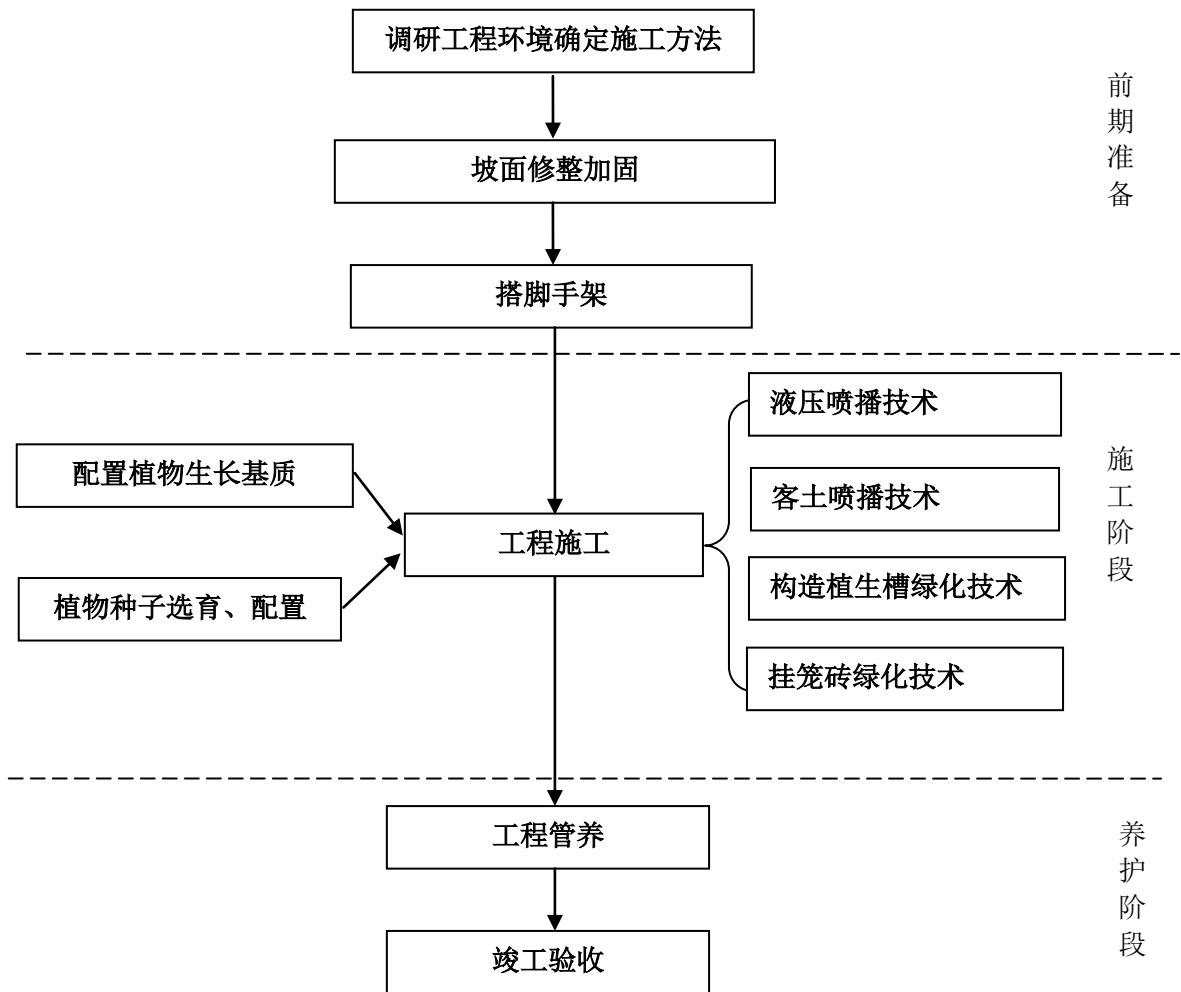 调研工程环境确定施工方法
前期准备
坡面修整加固
搭脚手架
液压喷播技术
配置植物生长基质
客土喷播技术
施工阶段
工程施工
植物种子选育、配置
构造植生槽绿化技术
挂笼砖绿化技术
工程管养
养护阶段
竣工验收